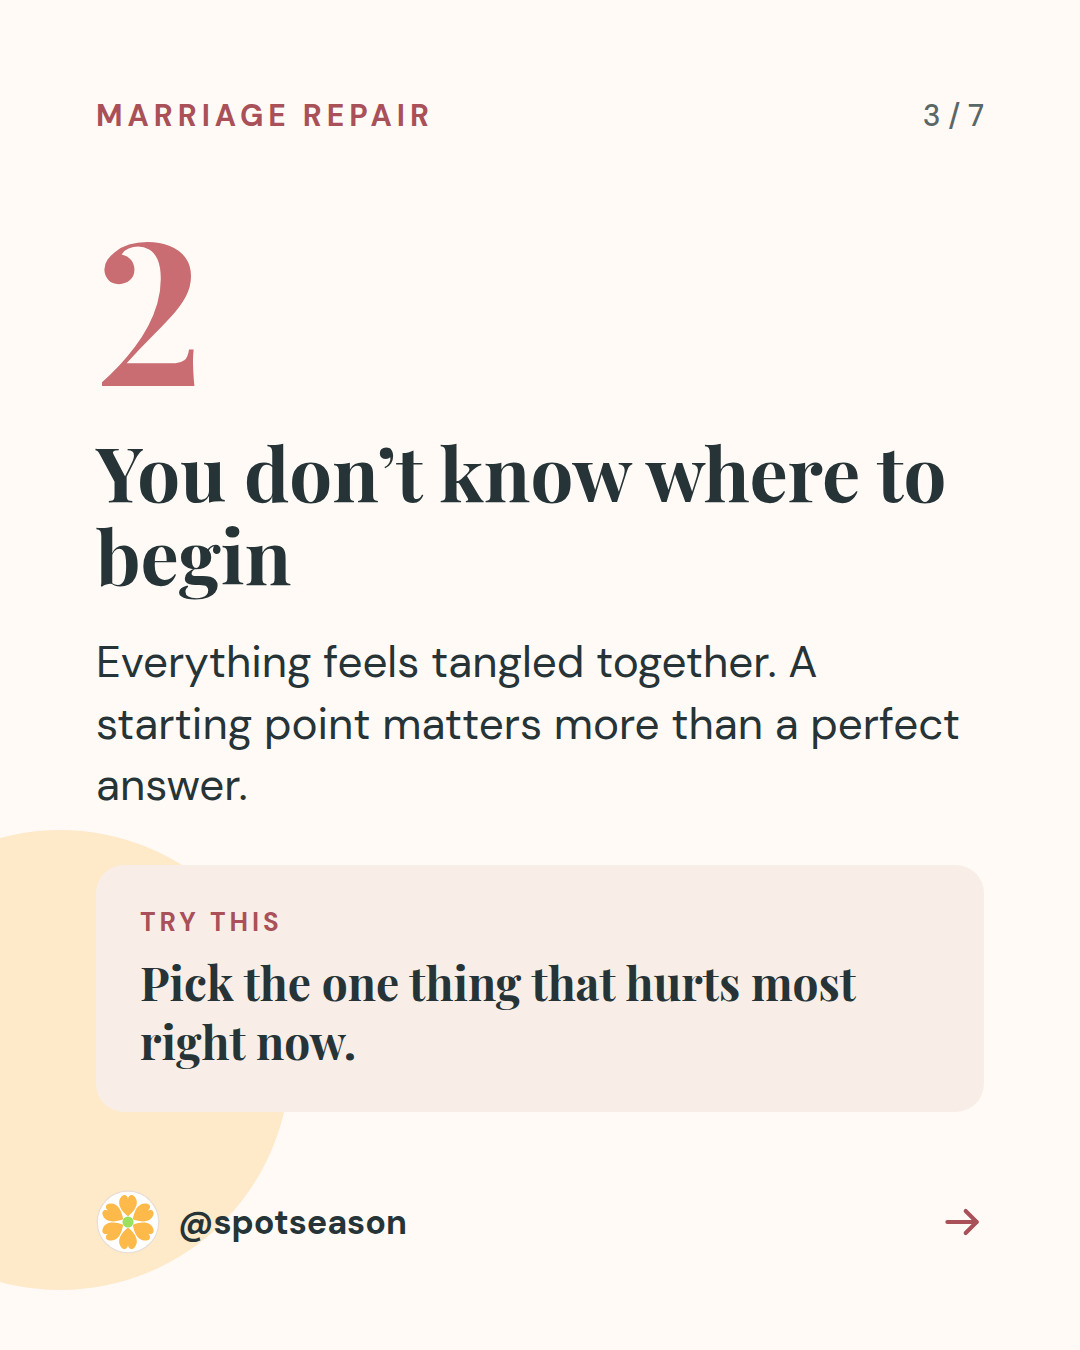 MARRIAGE REPAIR
3 / 7
2
You don’t know where to
begin
Everything feels tangled together. A
starting point matters more than a perfect
answer.
TRY THIS
Pick the one thing that hurts most
right now.
@spotseason